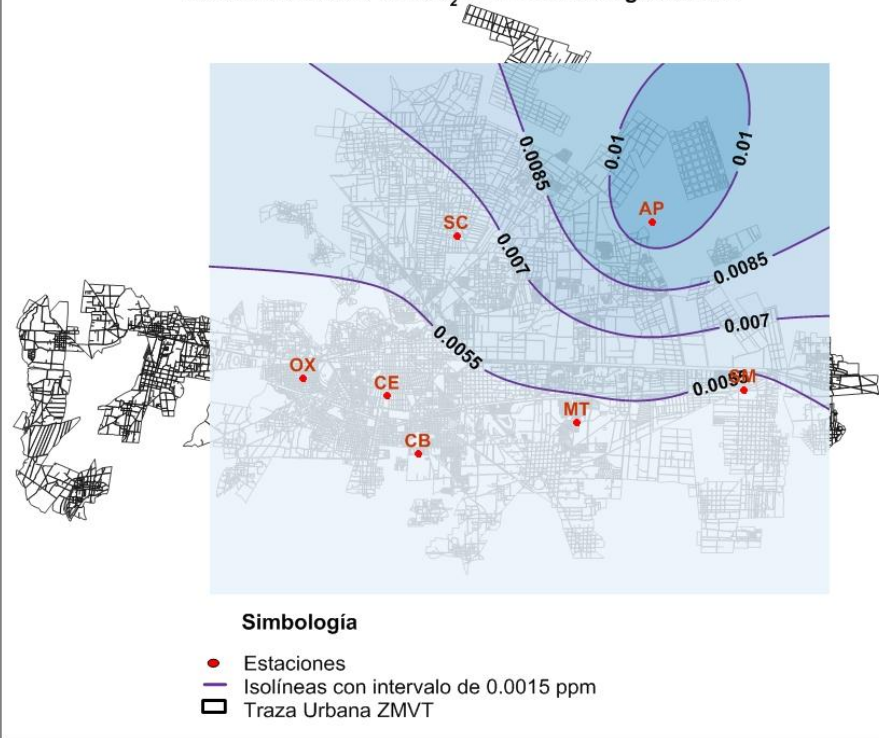 2
0.01
0.01
0.0085
AP
SC
0.007
0.0085
0.007
0.0055
OX
CE
0.0055
SM
MT
CB
Simbología
Estaciones
Isolíneas con intervalo de 0.0015 ppm
Traza Urbana ZMVT